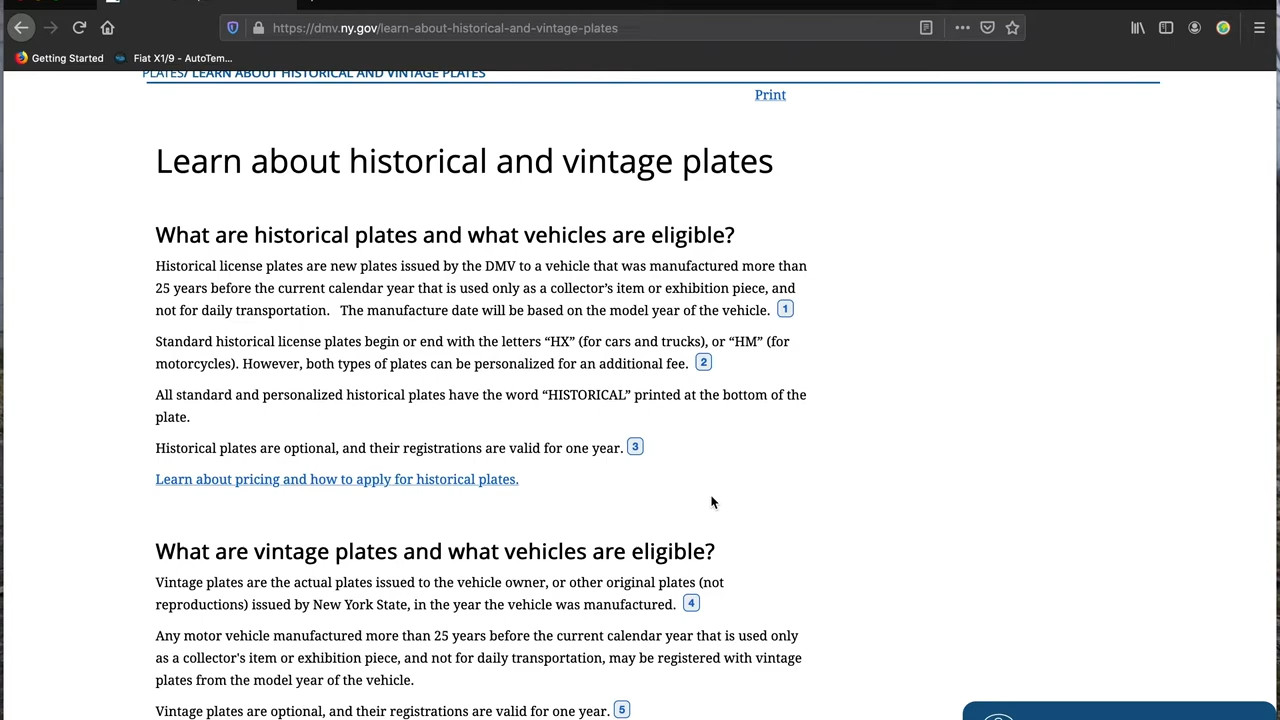 https://dmv.ny.gov/learn-about-historical-and-vintage-plates
Getting Started
Fiat X1/9 - AutoTem...
PLATES/ LEARN ABOUT HISTORICAL AND VINTAGE PLATES
Print
Learn about historical and vintage plates
What are historical plates and what vehicles are eligible?
Historical license plates are new plates issued by the DMV to a vehicle that was manufactured more than
25 years before the current calendar year that is used only as a collector’s item or exhibition piece, and
not for daily transportation.   The manufacture date will be based on the model year of the vehicle. 1
Standard historical license plates begin or end with the letters “HX” (for cars and trucks), or “HM” (for
motorcycles). However, both types of plates can be personalized for an additional fee. 2
All standard and personalized historical plates have the word “HISTORICAL” printed at the bottom of the
plate.
Historical plates are optional, and their registrations are valid for one year. 3
Learn about pricing and how to apply for historical plates.
What are vintage plates and what vehicles are eligible?
Vintage plates are the actual plates issued to the vehicle owner, or other original plates (not
reproductions) issued by New York State, in the year the vehicle was manufactured. 4
Any motor vehicle manufactured more than 25 years before the current calendar year that is used only
as a collector's item or exhibition piece, and not for daily transportation, may be registered with vintage
plates from the model year of the vehicle.
Vintage plates are optional, and their registrations are valid for one year. 5